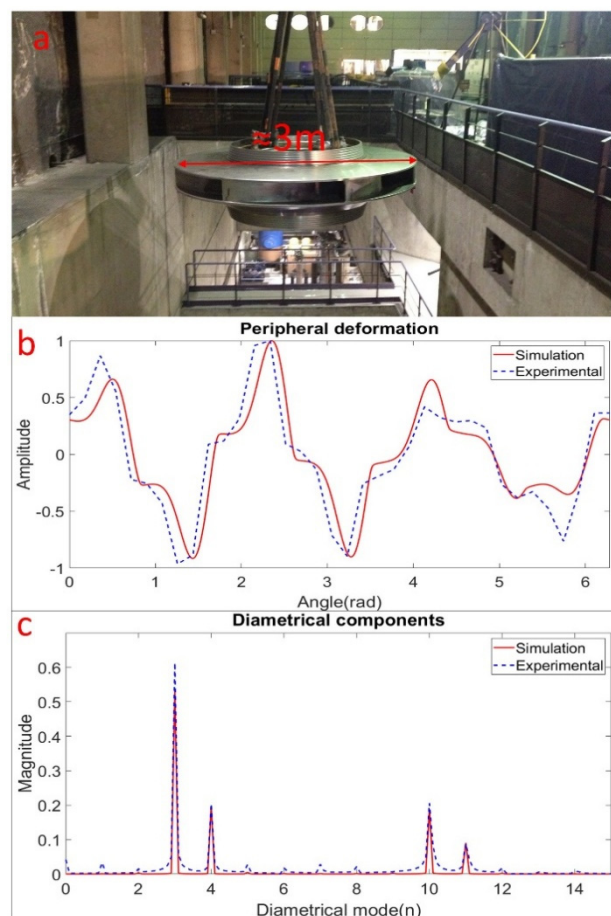 a
≈3m
b
Peripheral deformation
Simulation
Experimental
1
0.5
0
-0.5
-1
Amplitude
0 1 2 3 4 5 6
Angle(rad)
c
Diametrical components
Simulation
Experimental
0.6
0.5
0.4
0.3
0.2
0.1
0
Magnitude
0 2 4 6 8 10 12 14
Diametrical mode(n)